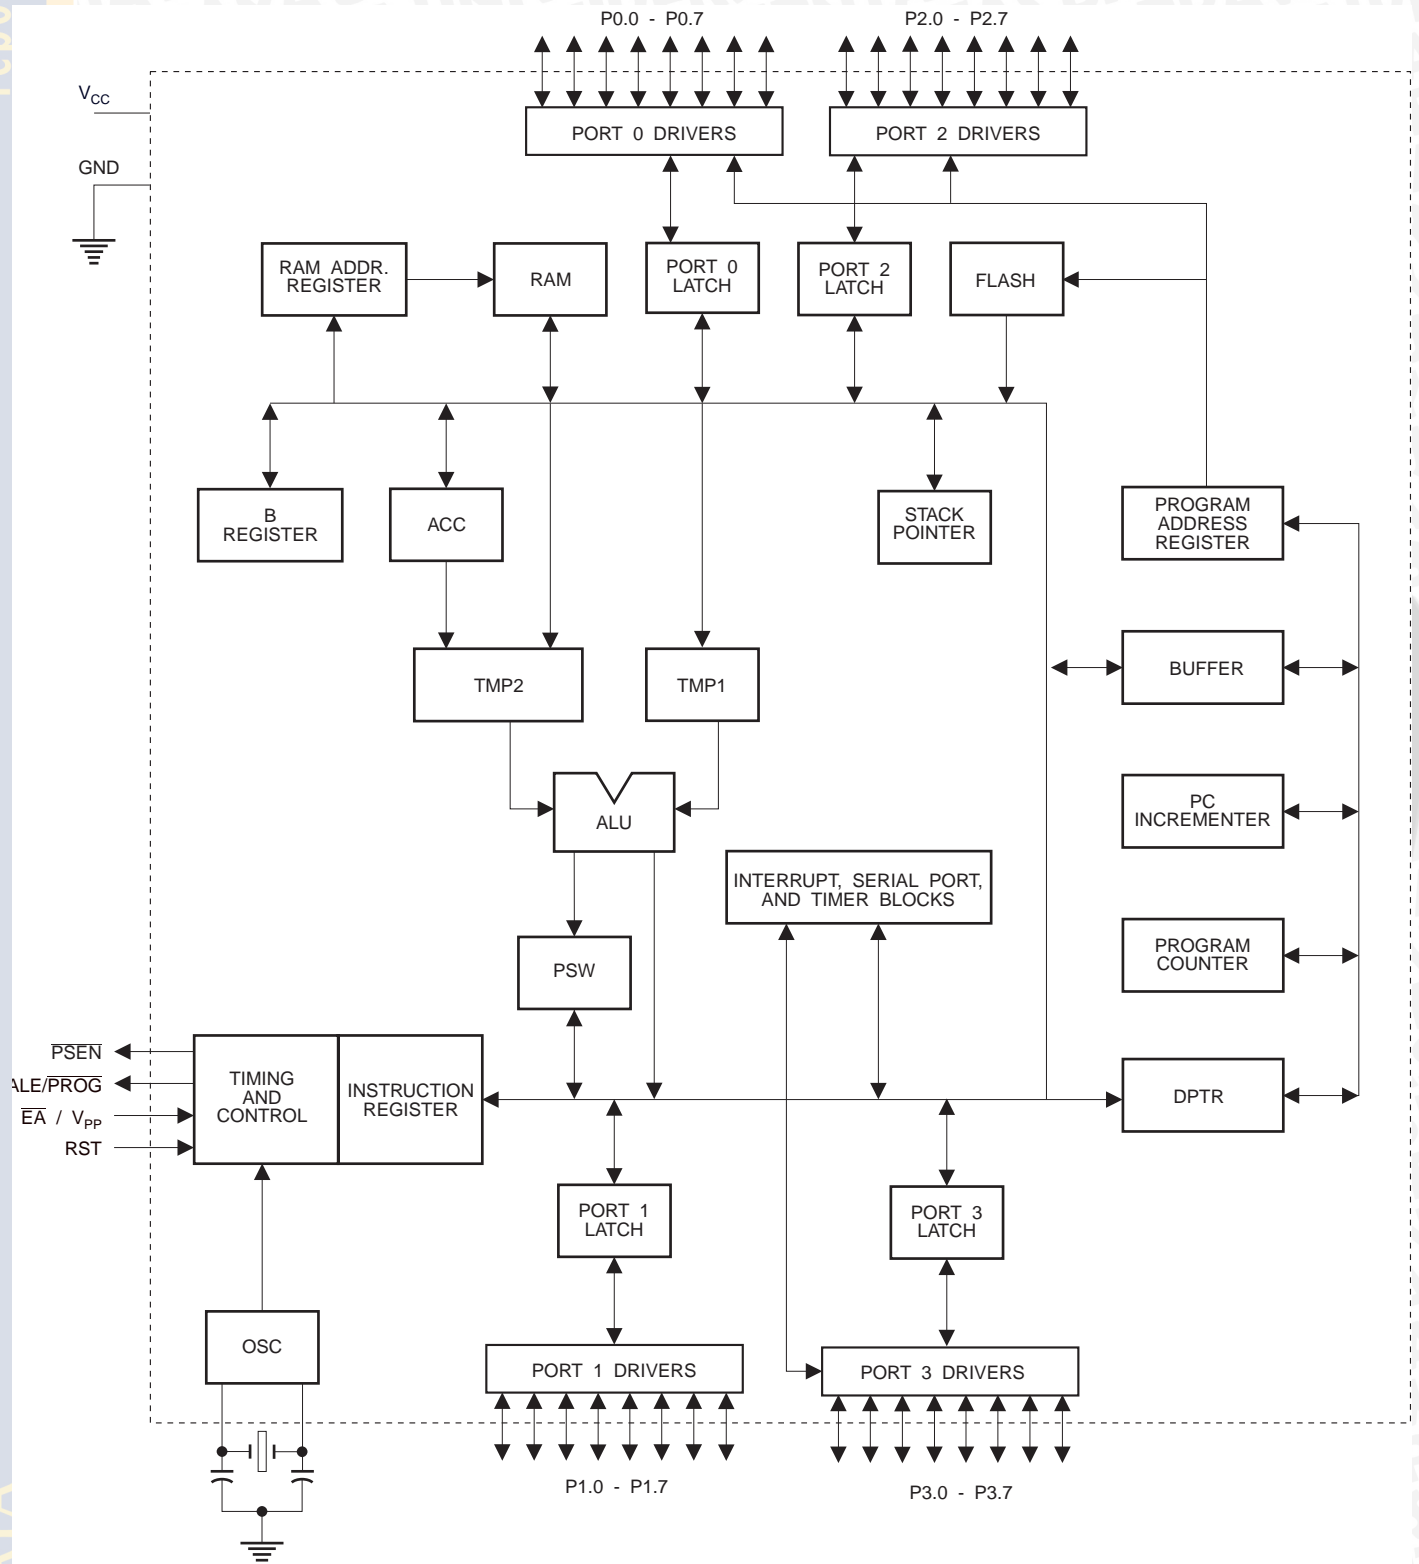 P0.0 - P0.7
P2.0 - P2.7
VCC
GND
PORT 0 DRIVERS
PORT 2 DRIVERS
RAM ADDR.
REGISTER
RAM
PORT 0
LATCH
PORT 2
LATCH
FLASH
B
REGISTER
ACC
STACK
POINTER
PROGRAM
ADDRESS
REGISTER
TMP2
TMP1
BUFFER
ALU
PC
INCREMENTER
INTERRUPT, SERIAL PORT,
AND TIMER BLOCKS
PSW
PROGRAM
COUNTER
PSEN
ALE/PROG
EA / VPP
RST
TIMING
AND
CONTROL
INSTRUCTION
REGISTER
DPTR
PORT 1
LATCH
PORT 3
LATCH
OSC
PORT 1 DRIVERS
PORT 3 DRIVERS
P1.0 - P1.7
P3.0 - P3.7